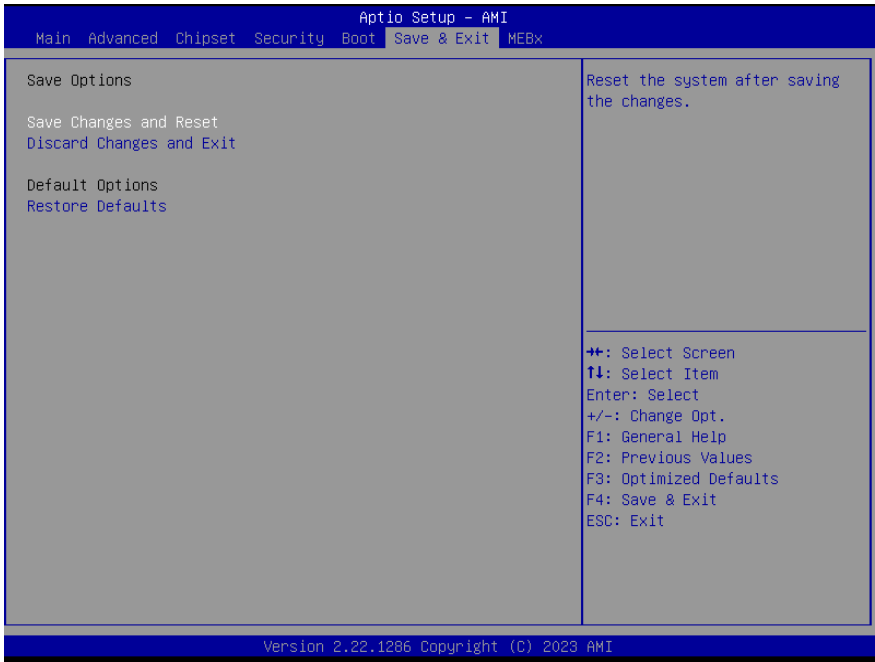 Aptio Setup – AMI
Main Advanced Chipset Security Boot Save & Exit MEBx
Save Options
Save Changes and Reset
Discard Changes and Exit
Default Options
Restore Defaults
Reset the system after saving
the changes.
→←: Select Screen
↑↓: Select Item
Enter: Select
+/-: Change Opt.
F1: General Help
F2: Previous Values
F3: Optimized Defaults
F4: Save & Exit
ESC: Exit
Version 2.22.1286 Copyright (C) 2023 AMI